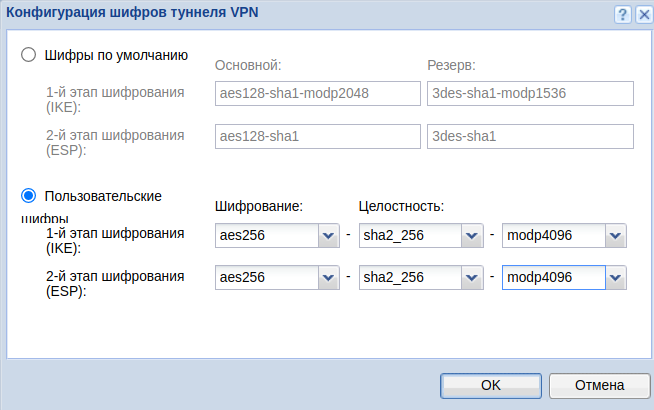 Конфигурация шифров туннеля VPN
Шифры по умолчанию
Основной: Резерв:
1-й этап шифрования
(IKE):
aes128-sha1-modp2048 3des-sha1-modp1536
2-й этап шифрования
(ESP):
aes128-sha1 3des-sha1
Пользовательские
шифры
Шифрование: Целостность:
1-й этап шифрования
(IKE):
aes256 - sha2_256 - modp4096
2-й этап шифрования
(ESP):
aes256 - sha2_256 - modp4096
OK Отмена